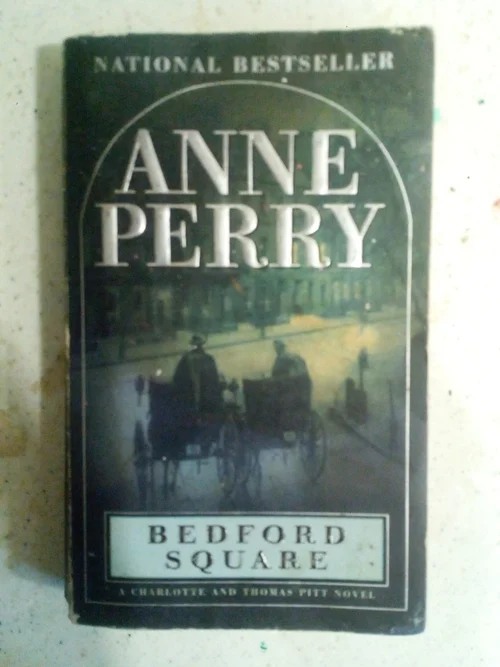 NATIONAL BESTSELLER
ANNE
PERRY
BEDFORD
SQUARE
A CHARLOTTE AND THOMAS PITT NOVEL